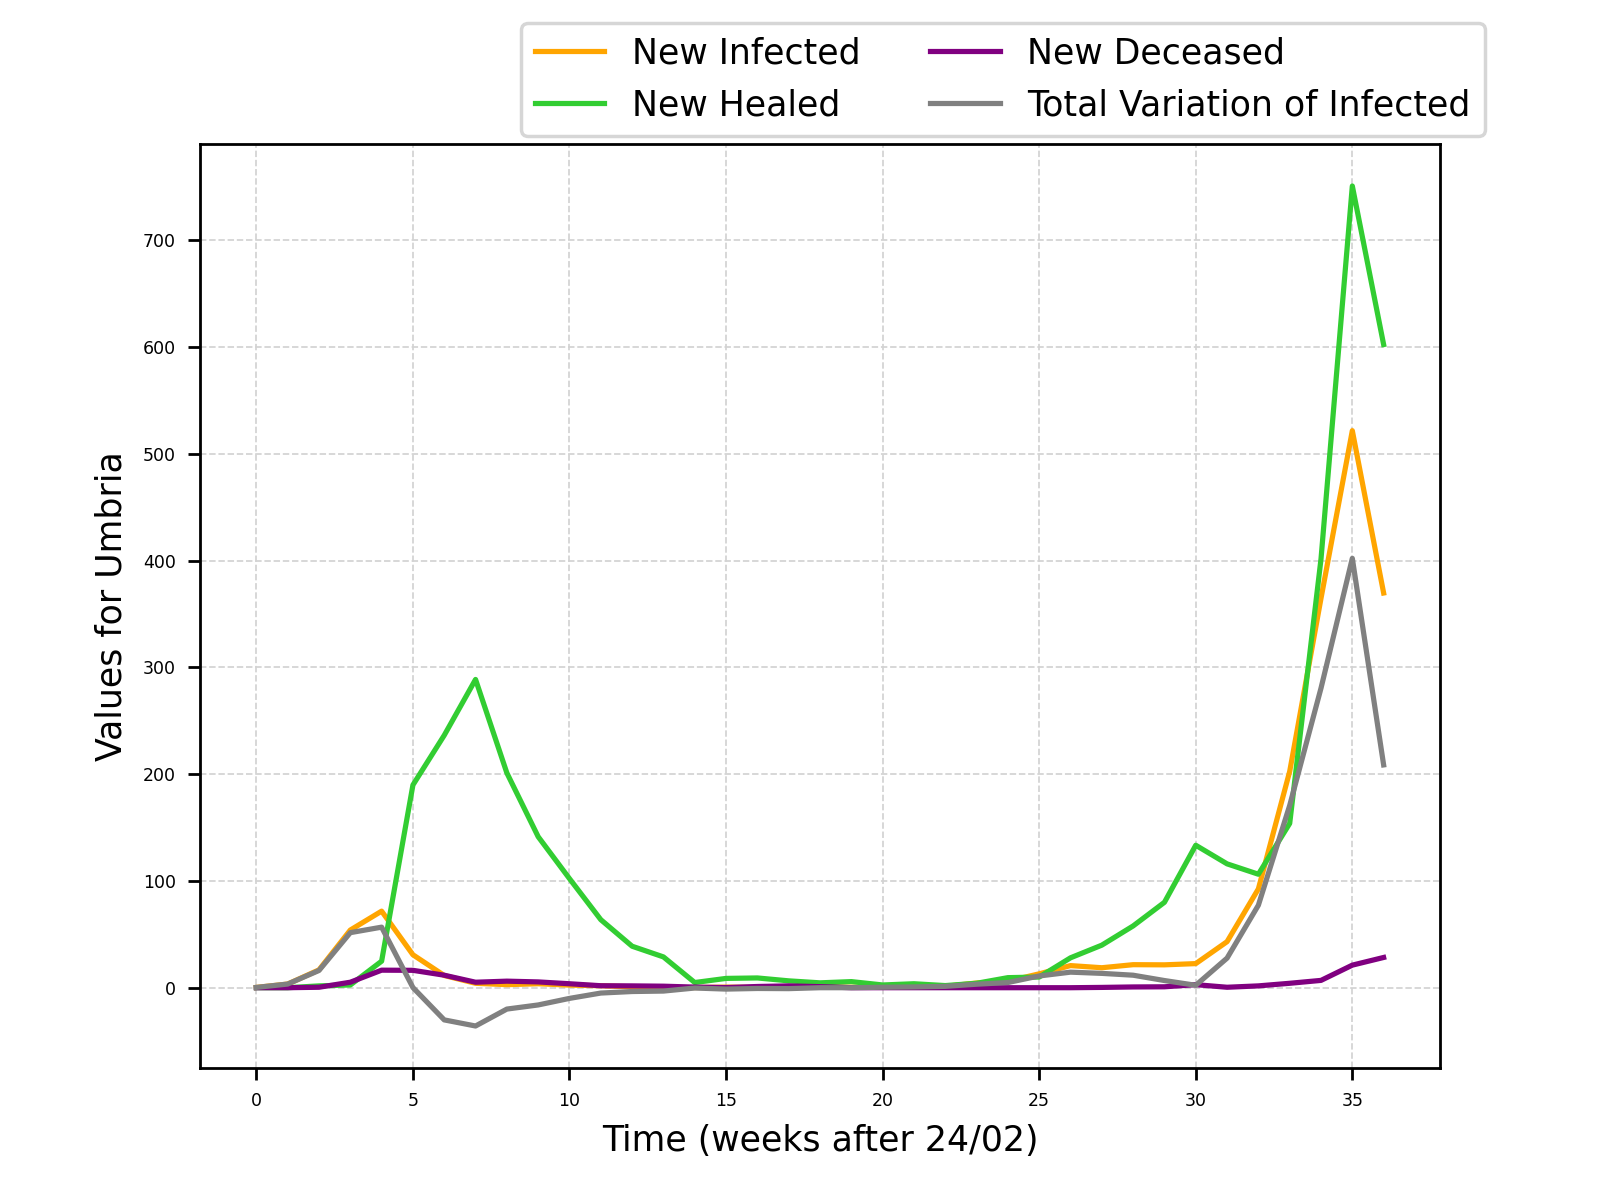 New Infected
New Healed
New Deceased
Total Variation of Infected
Values for Umbria
700
600
500
400
300
200
100
0
0 5 10 15 20 25 30 35
Time (weeks after 24/02)